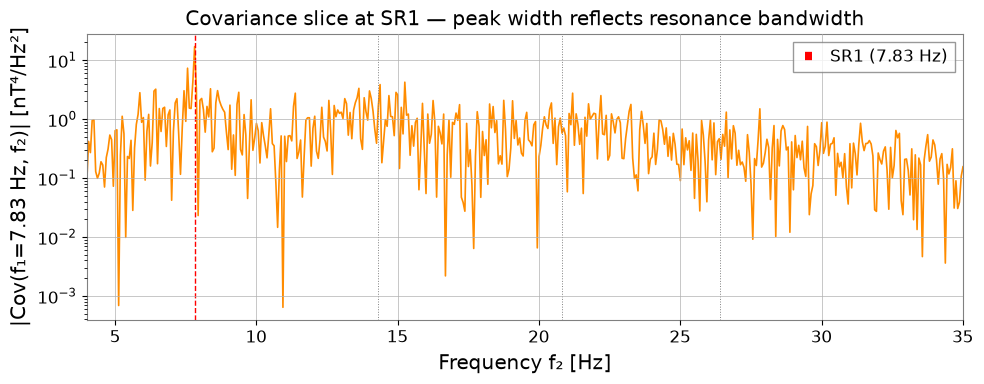 Covariance slice at SR1 — peak width reflects resonance bandwidth
|Cov(f₁=7.83 Hz, f₂)| [nT⁴/Hz²]
SR1 (7.83 Hz)
10¹
10⁰
10⁻¹
10⁻²
10⁻³
5 10 15 20 25 30 35
Frequency f₂ [Hz]